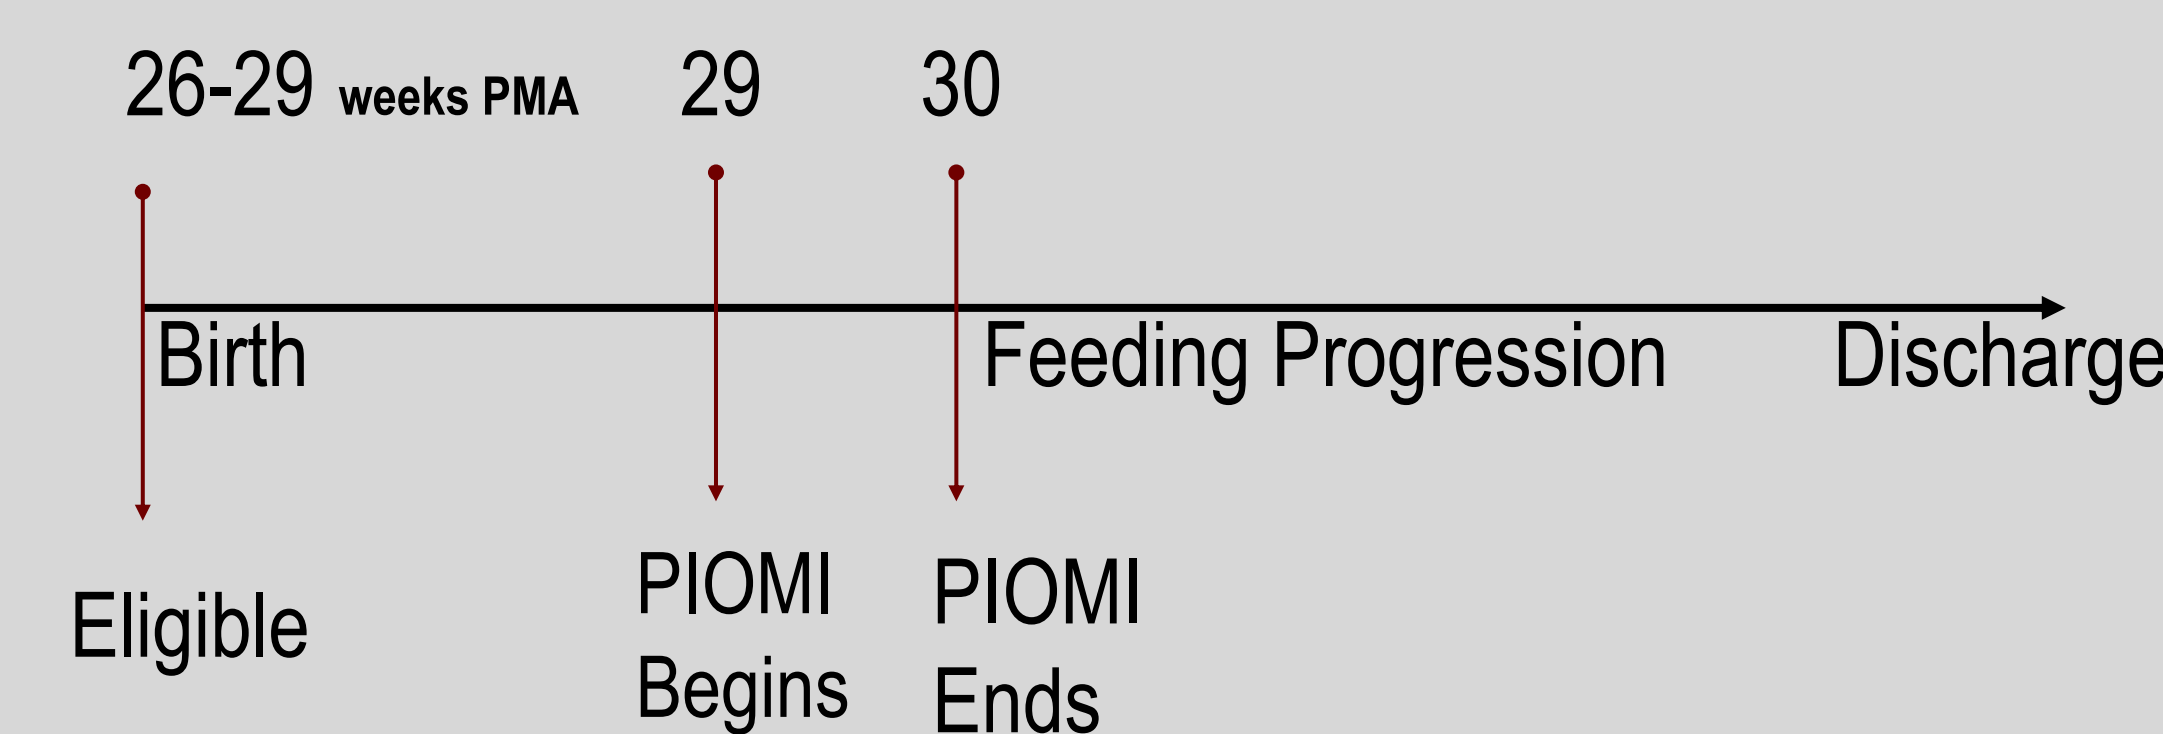 26-29 weeks PMA 29 30
Birth Feeding Progression Discharge
Eligible
PIOMI
Begins
PIOMI
Ends